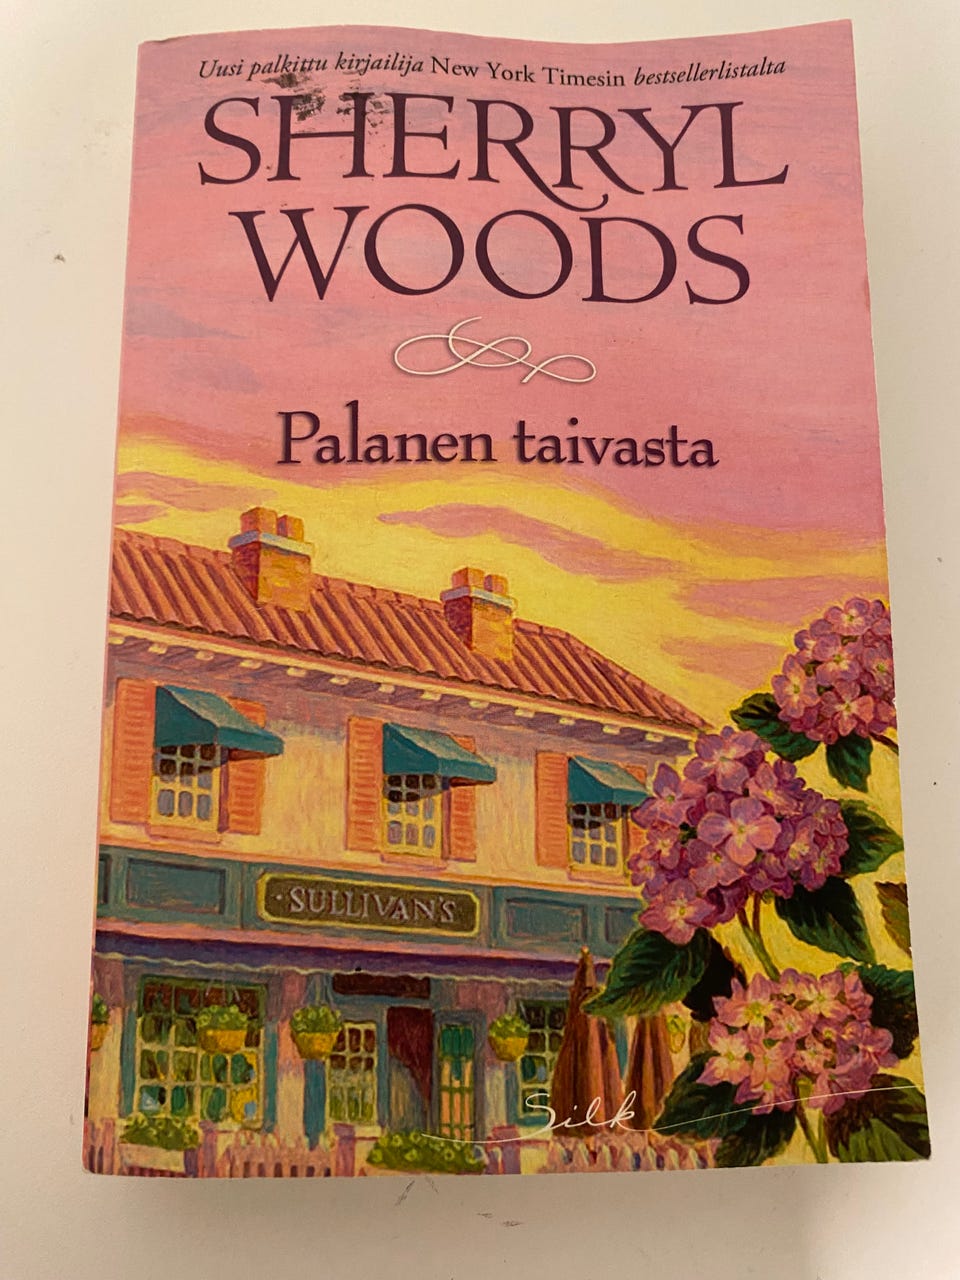 Uusi palkittu kirjailija New York Timesin bestsellerlistalta
SHERRYL
WOODS
Palanen taivasta
·SULLIVAN'S
Silk